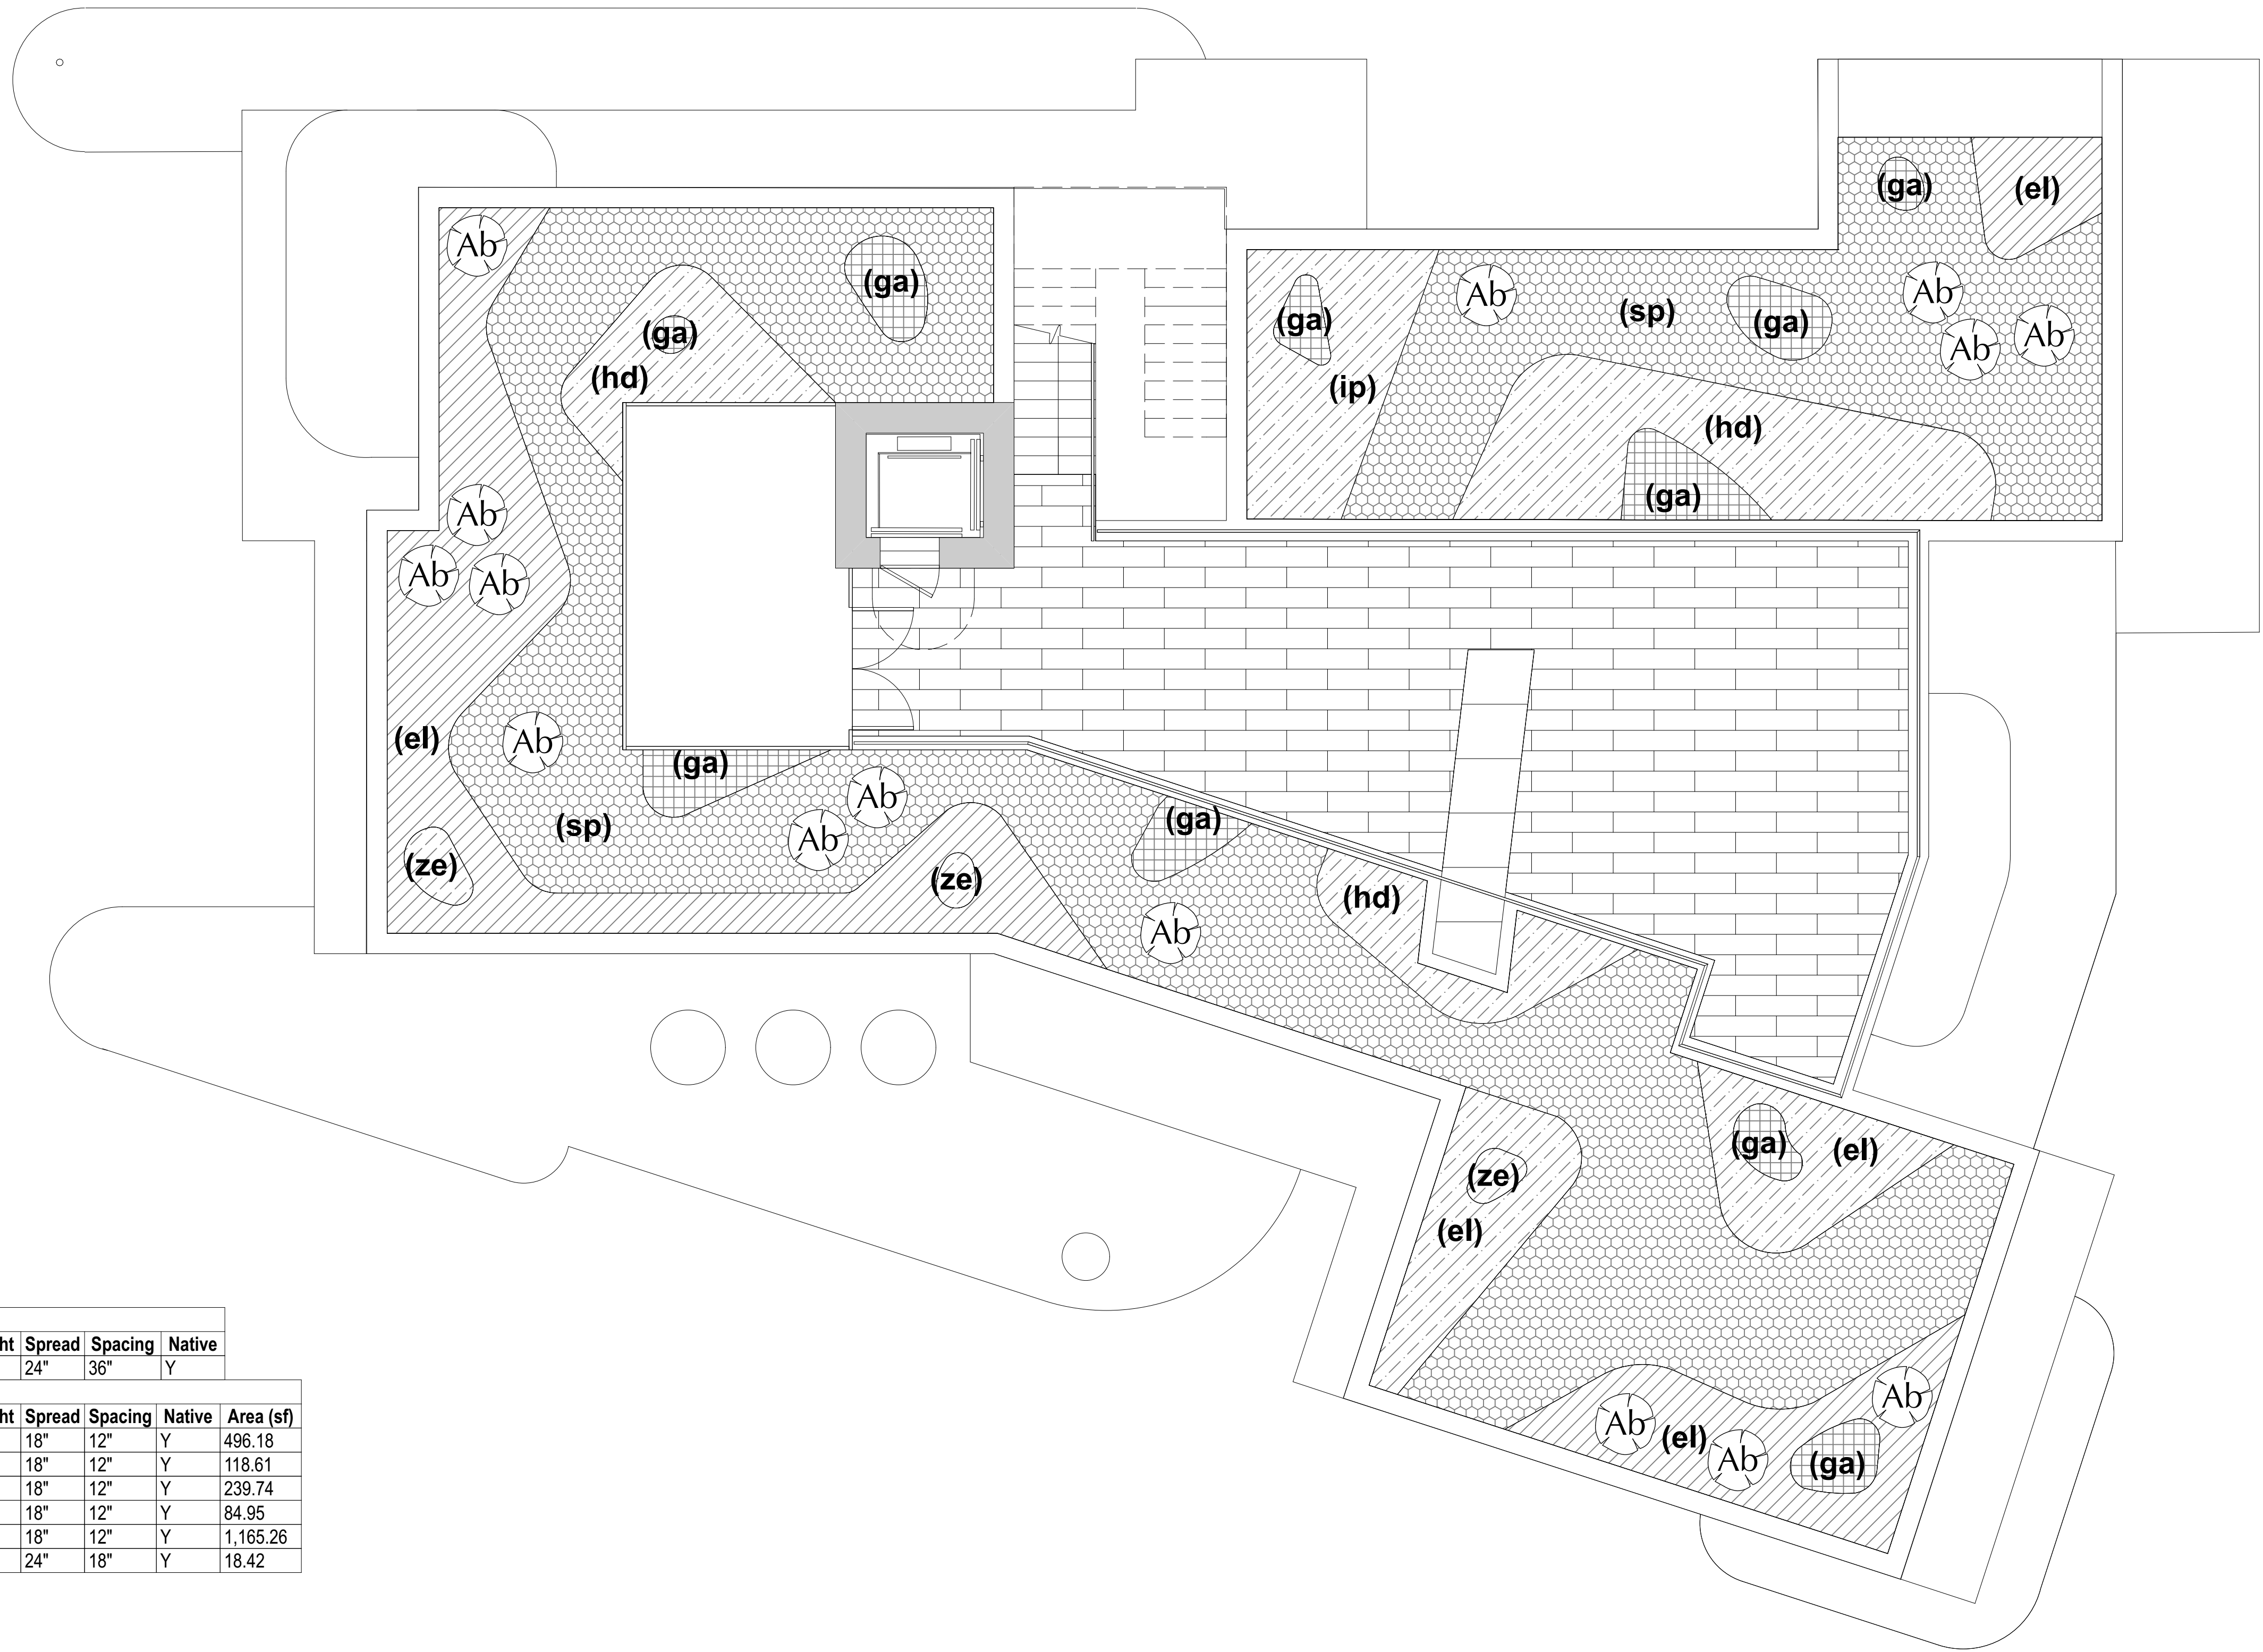 (ga)
(el)
Ab
(ga)
Ab
Ab
(sp)
(ga)
(ga)
(ga)
Ab
Ab
(ga)
(hd)
(ip)
(hd)
(ga)
Ab
Ab
Ab
(el)
Ab
(ga)
Ab
(ga)
(sp)
Ab
(ze)
(ze)
(hd)
Ab
(ga)
(el)
(ze)
(el)
Ab
Ab
(el)
Ab
(ga)
ht Spread Spacing Native
24" 36" Y
ht Spread Spacing Native Area (sf)
18" 12" Y 496.18
18" 12" Y 118.61
18" 12" Y 239.74
18" 12" Y 84.95
18" 12" Y 1,165.26
24" 18" Y 18.42